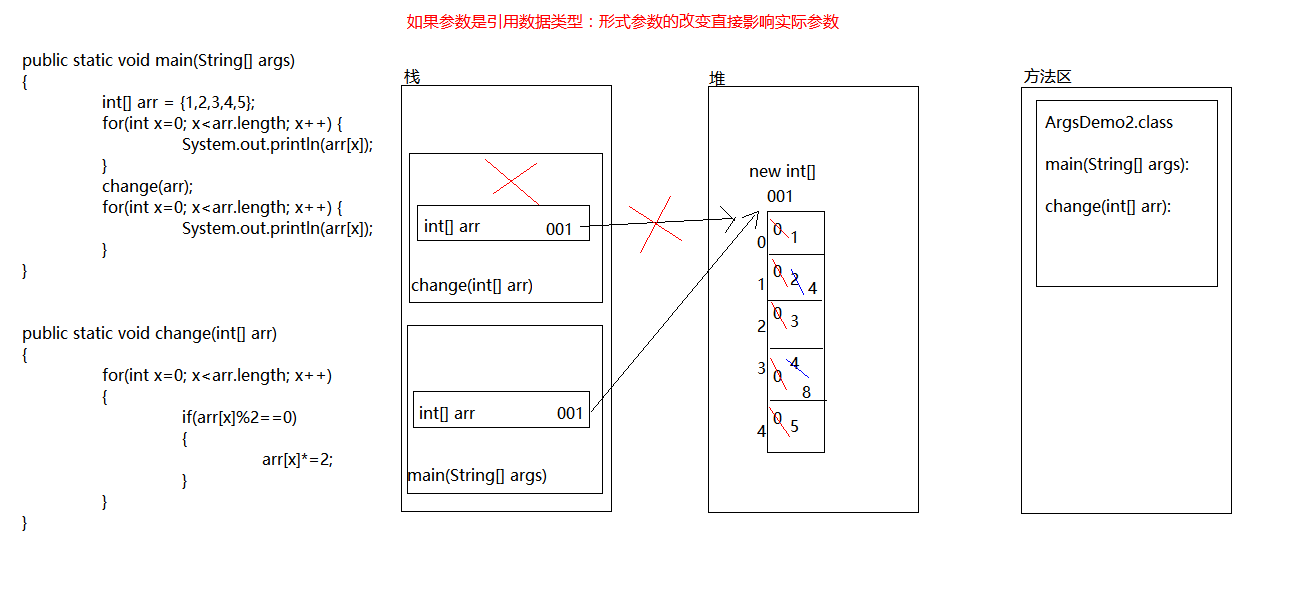 如果参数是引用数据类型：形式参数的改变直接影响实际参数
public static void main(String[] args)
{
int[] arr = {1,2,3,4,5};
for(int x=0; x<arr.length; x++) {
System.out.println(arr[x]);
}
change(arr);
for(int x=0; x<arr.length; x++) {
System.out.println(arr[x]);
}
}
public static void change(int[] arr)
{
for(int x=0; x<arr.length; x++)
{
if(arr[x]%2==0)
{
arr[x]*=2;
}
}
}
栈
int[] arr 001
change(int[] arr)
int[] arr 001
main(String[] args)
堆
new int[]
001
0 0 1
1 0 2 4
2 0 3
3 0 4 8
4 0 5
方法区
ArgsDemo2.class
main(String[] args):
change(int[] arr):